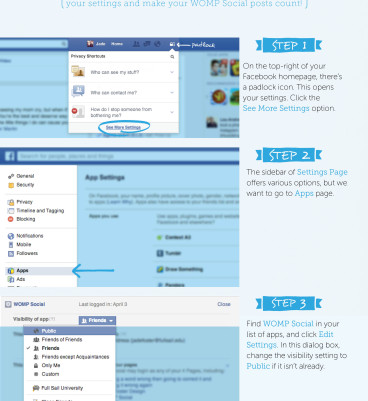 [ your settings and make your WOMP Social posts count! ]
Jade Home
padlock
Privacy Shortcuts
Who can see my stuff?
Who can contact me?
How do I stop someone from
bothering me?
See More Settings
STEP 1
On the top-right of your
Facebook homepage, there's
a padlock icon. This opens
your settings. Click the
See More Settings option.
Search for people, places and things
General
Security
Privacy
Timeline and Tagging
Blocking
Notifications
Mobile
Followers
Apps
Ads
App Settings
Apps you use
Tumblr
Draw Something
STEP 2
The sidebar of Settings Page
offers various options, but we
want to go to Apps page.
WOMP Social
Last logged in: April 9
Close
Visibility of app
Friends
Public
Friends of Friends
Friends
Friends except Acquaintances
Only Me
Custom
Full Sail University
STEP 3
Find WOMP Social in your
list of apps, and click Edit
Settings. In this dialog box,
change the visibility setting to
Public if it isn't already.